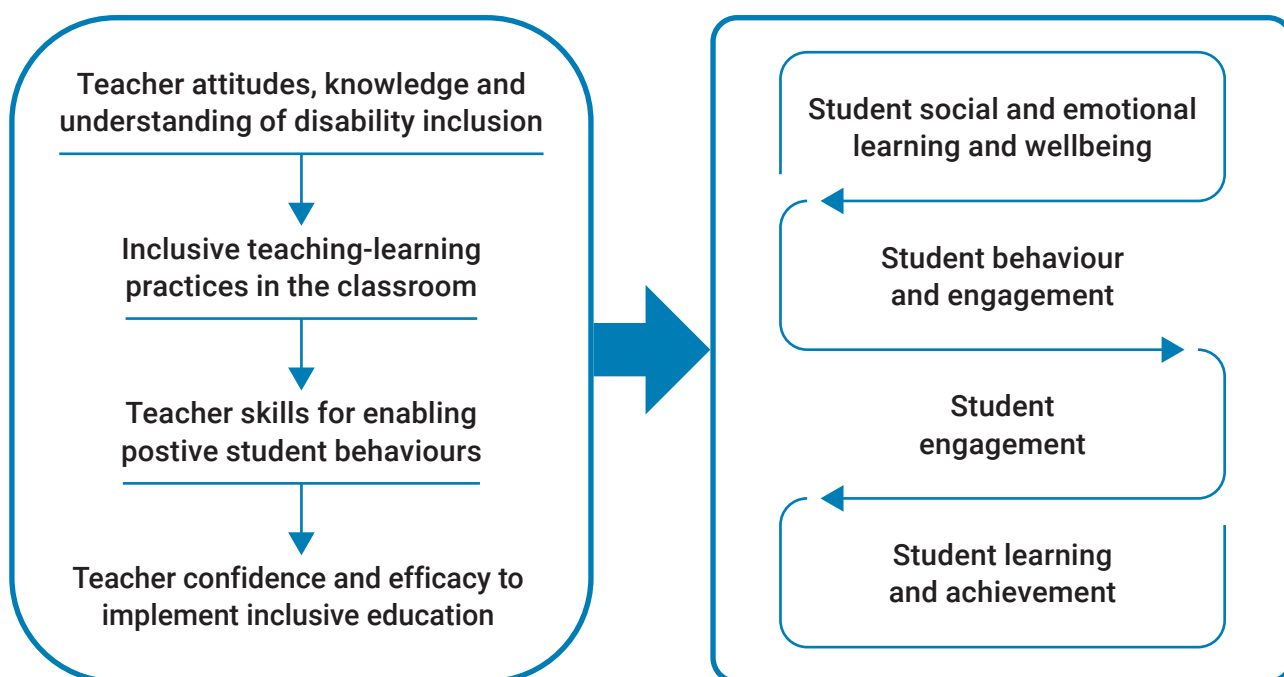 Teacher attitudes, knowledge and
understanding of disability inclusion
Inclusive teaching-learning
practices in the classroom
Teacher skills for enabling
postive student behaviours
Teacher confidence and efficacy to
implement inclusive education
Student social and emotional
learning and wellbeing
Student behaviour
and engagement
Student
engagement
Student learning
and achievement